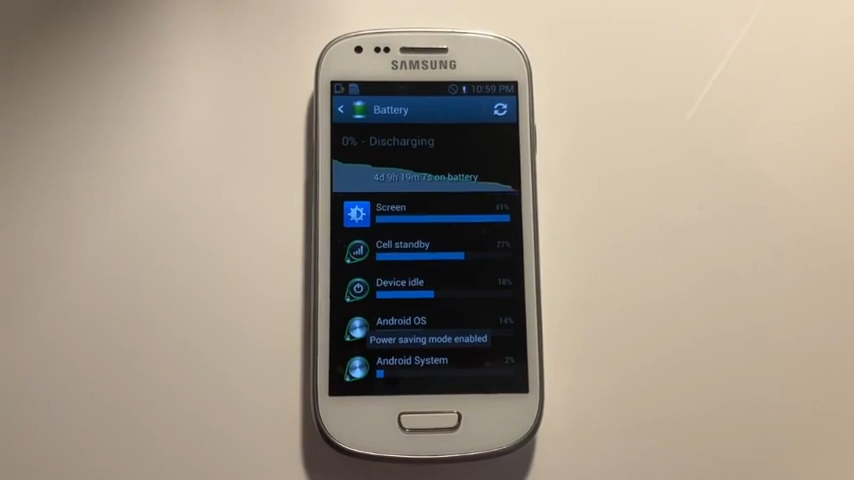 SAMSUNG
10:59 PM
Battery
0% - Discharging
4d 9h 19m 7s on battery
Screen 41%
Cell standby 27%
Device idle 18%
Android OS 14%
Power saving mode enabled
Android System 2%